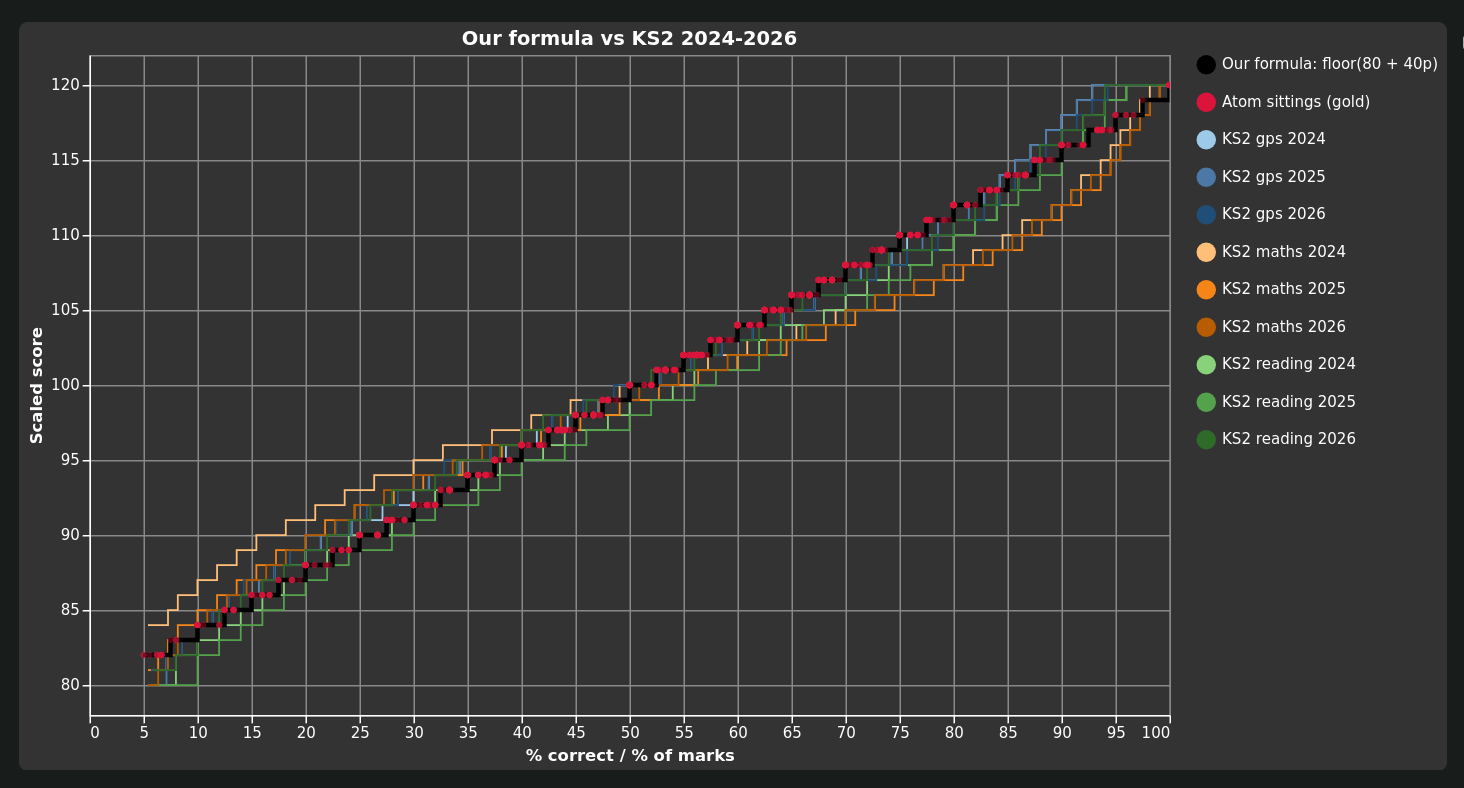 Our formula vs KS2 2024-2026
120
115
110
105
100
95
90
85
80
Scaled score
0 5 10 15 20 25 30 35 40 45 50 55 60 65 70 75 80 85 90 95 100
% correct / % of marks
Our formula: floor(80 + 40p)
Atom sittings (gold)
KS2 gps 2024
KS2 gps 2025
KS2 gps 2026
KS2 maths 2024
KS2 maths 2025
KS2 maths 2026
KS2 reading 2024
KS2 reading 2025
KS2 reading 2026